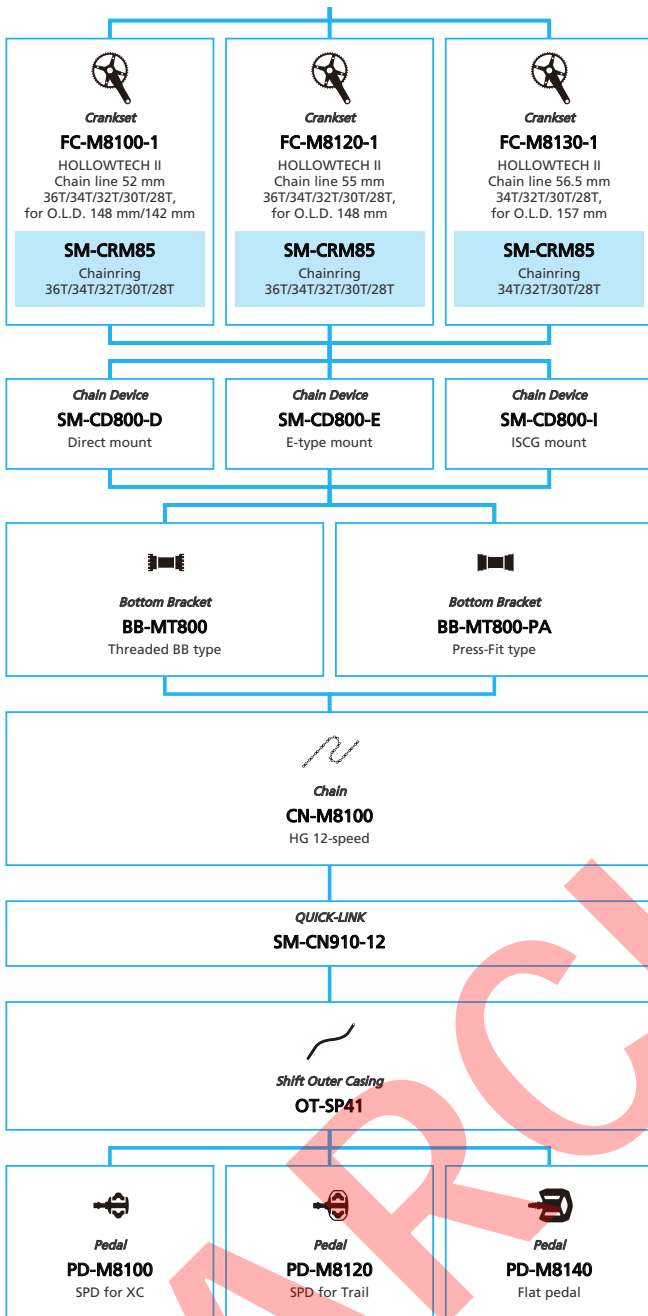 Crankset
FC-M8100-1
HOLLOWTECH II
Chain line 52 mm
36T/34T/32T/30T/28T,
for O.L.D. 148 mm/142 mm
SM-CRM85
Chainring
36T/34T/32T/30T/28T
Crankset
FC-M8120-1
HOLLOWTECH II
Chain line 55 mm
36T/34T/32T/30T/28T,
for O.L.D. 148 mm
SM-CRM85
Chainring
36T/34T/32T/30T/28T
Crankset
FC-M8130-1
HOLLOWTECH II
Chain line 56.5 mm
34T/32T/30T/28T,
for O.L.D. 157 mm
SM-CRM85
Chainring
34T/32T/30T/28T
Chain Device
SM-CD800-D
Direct mount
Chain Device
SM-CD800-E
E-type mount
Chain Device
SM-CD800-I
ISCG mount
Bottom Bracket
BB-MT800
Threaded BB type
Bottom Bracket
BB-MT800-PA
Press-Fit type
Chain
CN-M8100
HG 12-speed
QUICK-LINK
SM-CN910-12
Shift Outer Casing
OT-SP41
Pedal
PD-M8100
SPD for XC
Pedal
PD-M8120
SPD for Trail
Pedal
PD-M8140
Flat pedal